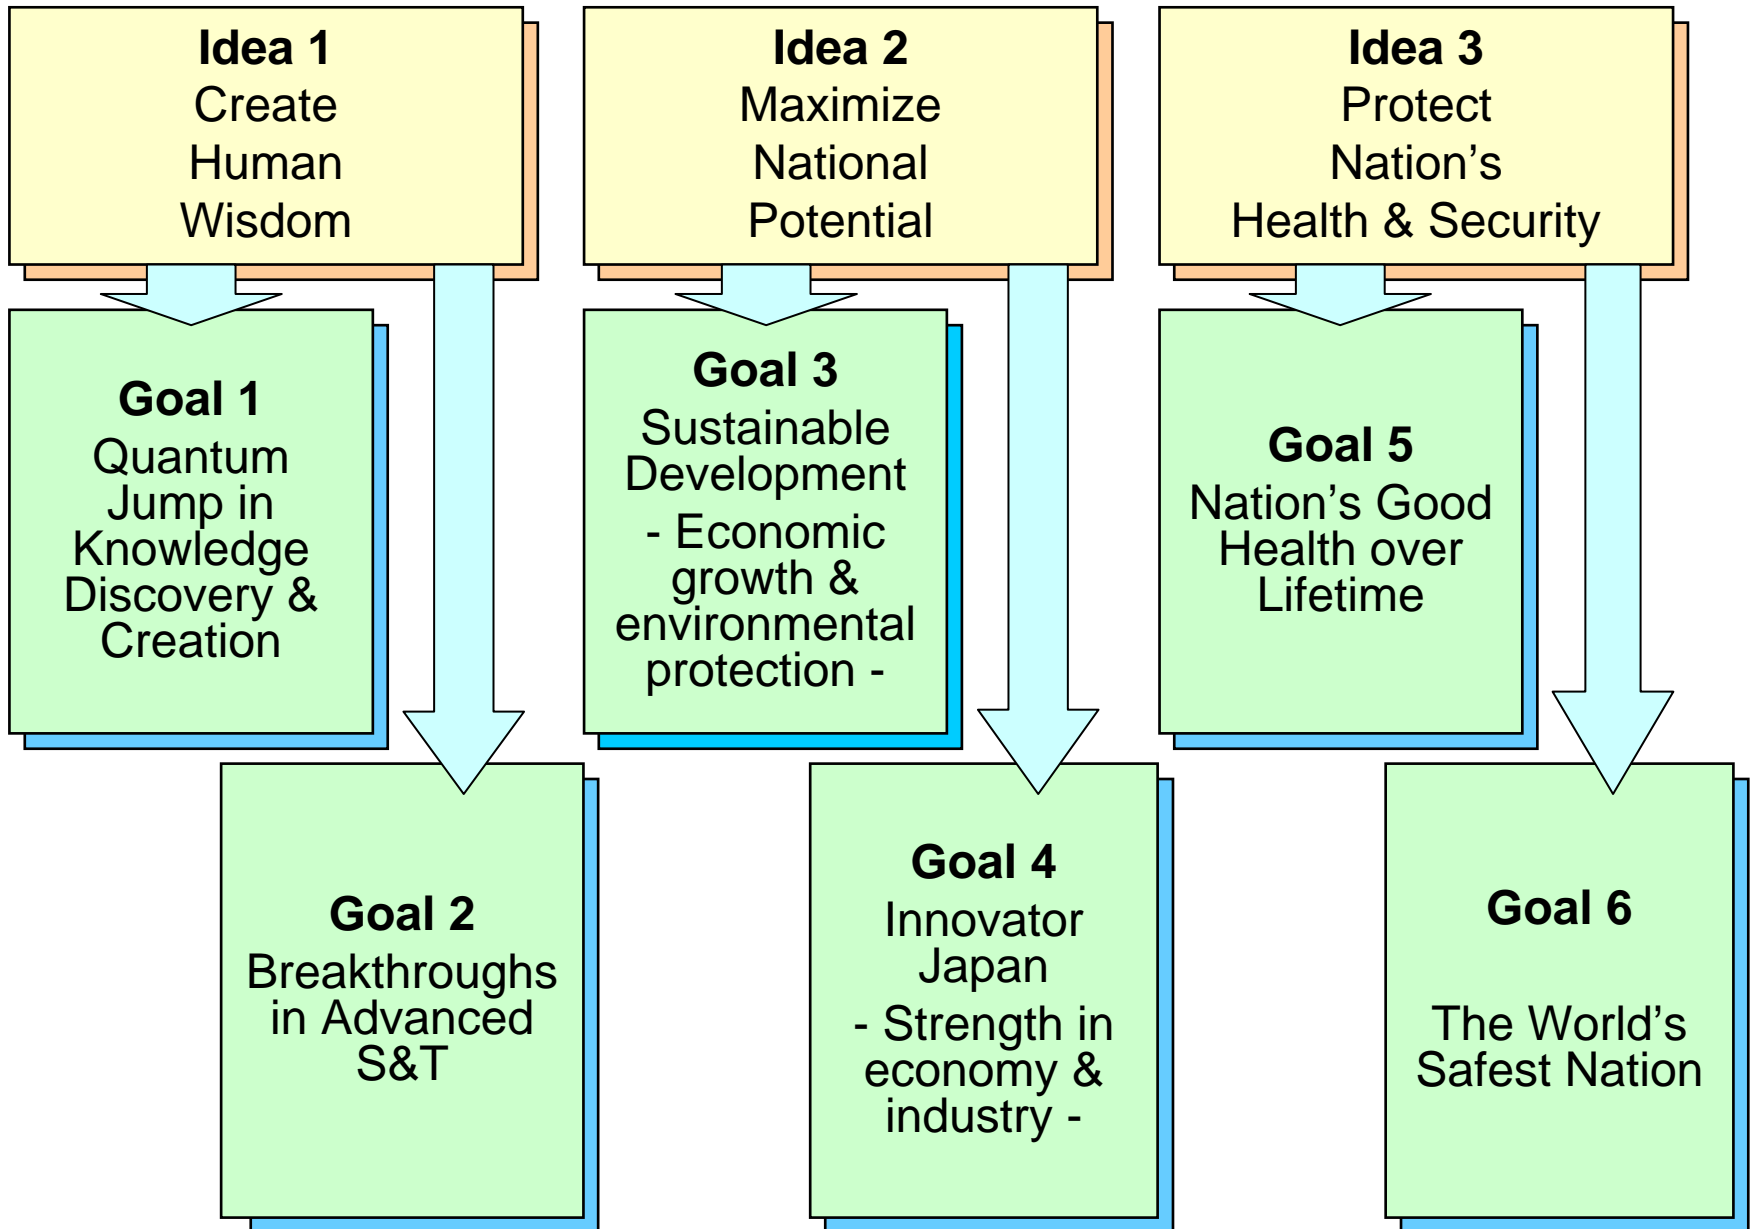 Idea 1
Create
Human
Wisdom
Idea 2
Maximize
National
Potential
Idea 3
Protect
Nation’s
Health & Security
Goal 1
Quantum
Jump in
Knowledge
Discovery &
Creation
Goal 2
Breakthroughs
in Advanced
S&T
Goal 3
Sustainable
Development
- Economic
growth &
environmental
protection -
Goal 4
Innovator
Japan
- Strength in
economy &
industry -
Goal 5
Nation’s Good
Health over
Lifetime
Goal 6
The World’s
Safest Nation